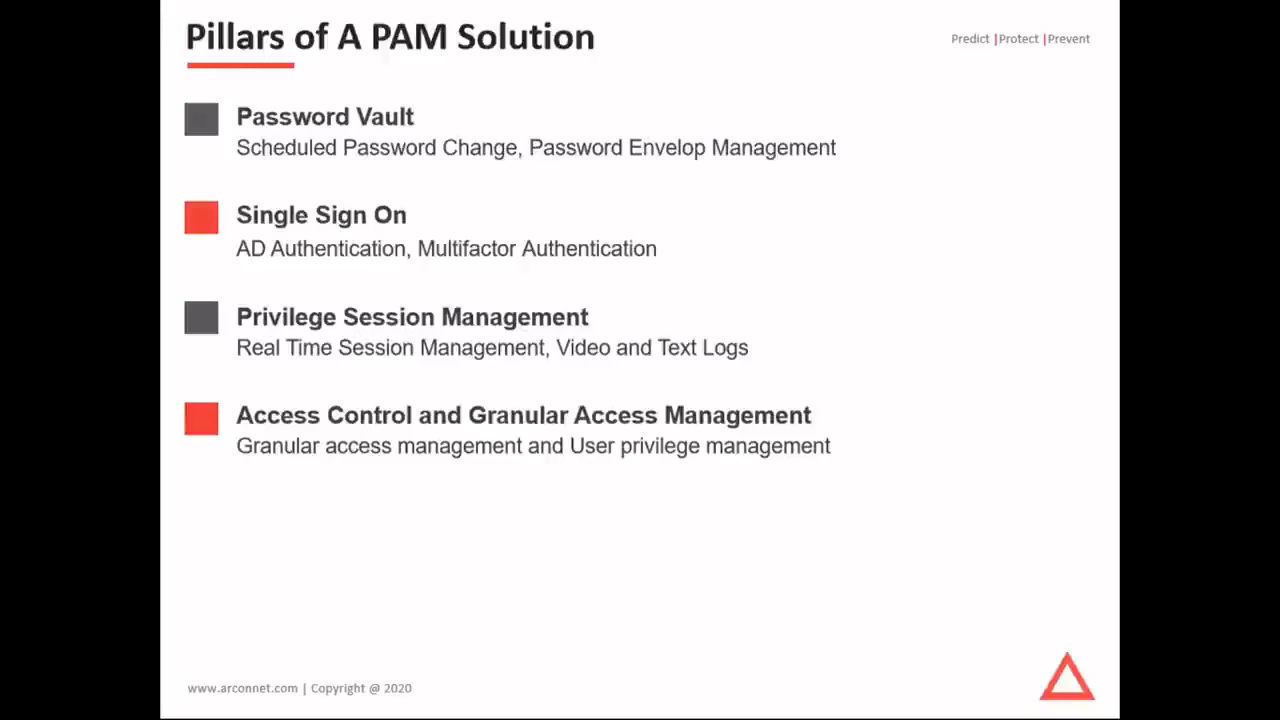 Pillars of A PAM Solution
Predict |Protect |Prevent
Password Vault
Scheduled Password Change, Password Envelop Management
Single Sign On
AD Authentication, Multifactor Authentication
Privilege Session Management
Real Time Session Management, Video and Text Logs
Access Control and Granular Access Management
Granular access management and User privilege management
www.arconnet.com | Copyright @ 2020